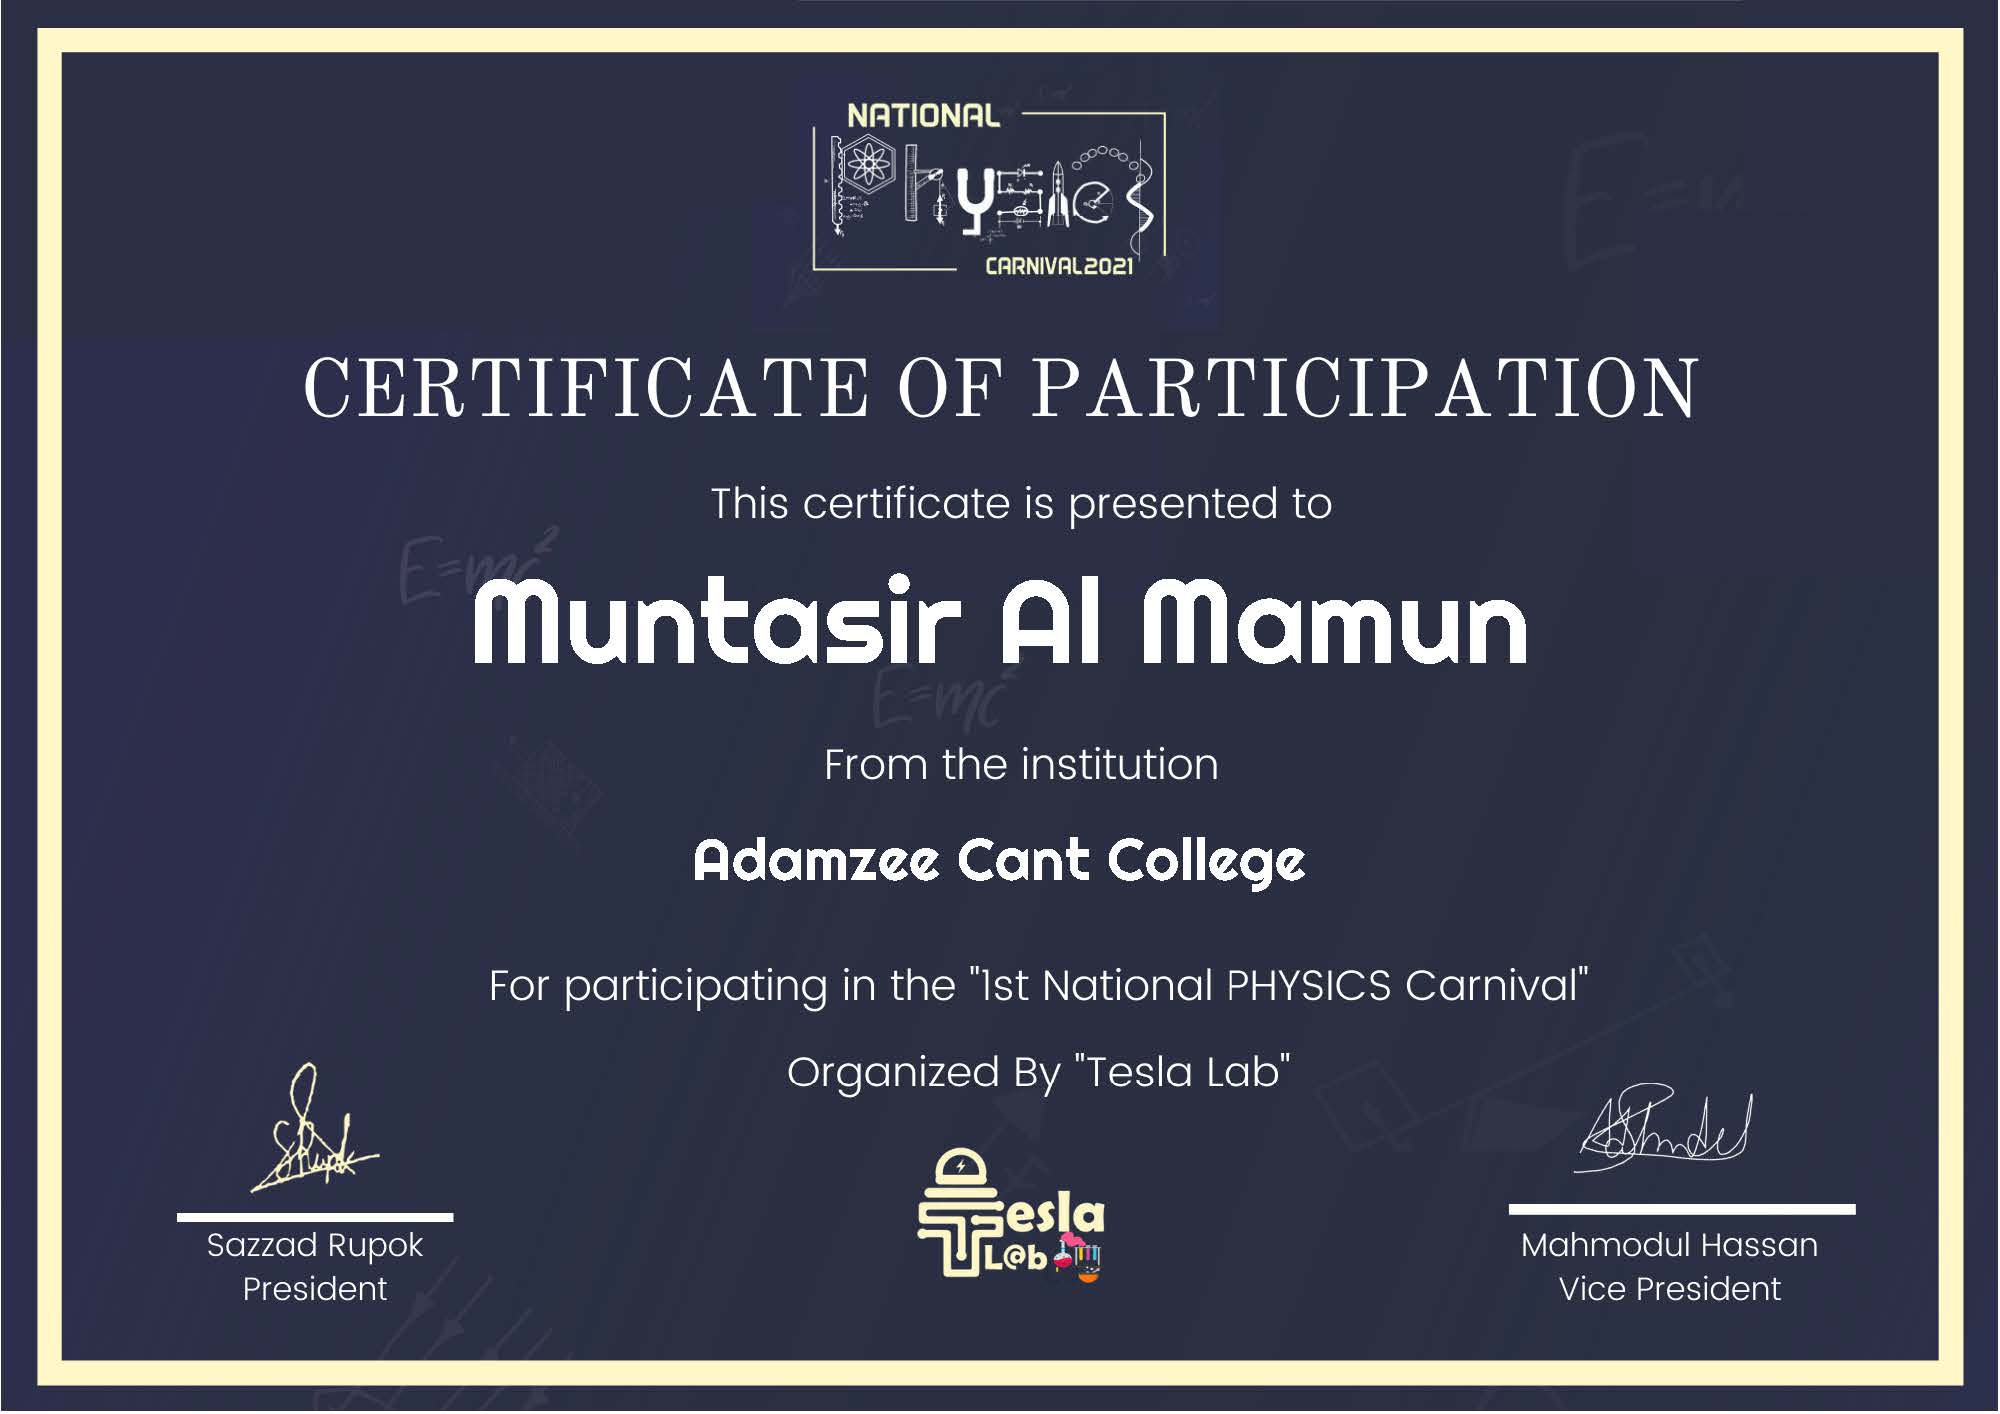 NATIONAL
Physics
CARNIVAL2021
CERTIFICATE OF PARTICIPATION
This certificate is presented to
E=mc²
Muntasir Al Mamun
E=mc²
From the institution
Adamzee Cant College
For participating in the "1st National PHYSICS Carnival"
Organized By "Tesla Lab"
Tesla
L@b
Sazzad Rupok
President
Mahmodul Hassan
Vice President